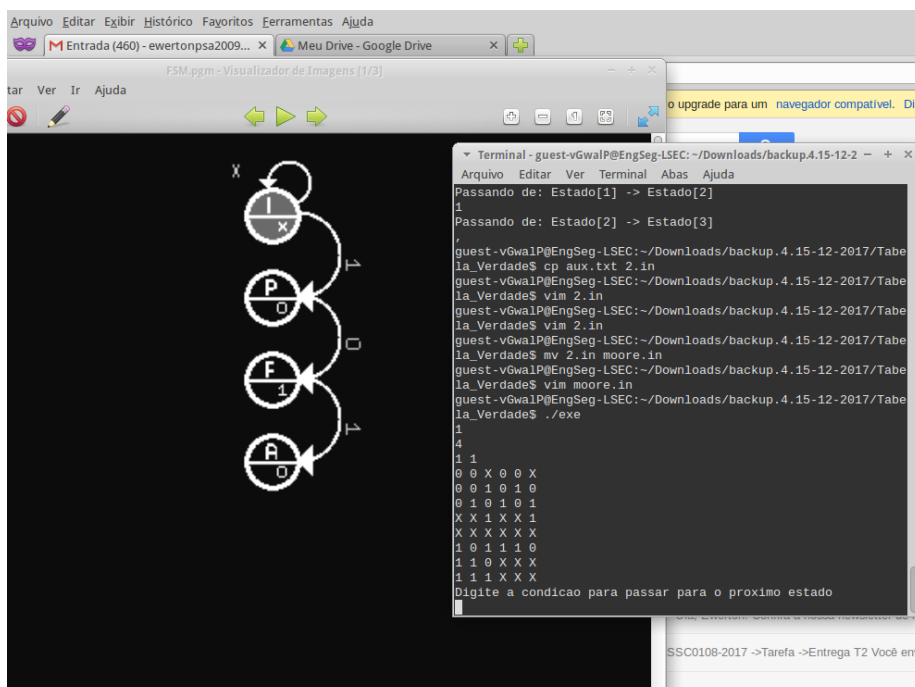 Arquivo Editar Exibir Histórico Favoritos Ferramentas Ajuda
Entrada (460) - ewertonpsa2009... × Meu Drive - Google Drive ×
FSM.pgm - Visualizador de Imagens [1/3]
tar Ver Ir Ajuda
o upgrade para um navegador compatível. Di
X
I
x
1
P
0
0
F
1
1
A
0
Terminal - guest-vGwalP@EngSeg-LSEC: ~/Downloads/backup.4.15-12-2
Arquivo Editar Ver Terminal Abas Ajuda
Passando de: Estado[1] -> Estado[2]
1
Passando de: Estado[2] -> Estado[3]
,
guest-vGwalP@EngSeg-LSEC:~/Downloads/backup.4.15-12-2017/Tabe
la_Verdade$ cp aux.txt 2.in
guest-vGwalP@EngSeg-LSEC:~/Downloads/backup.4.15-12-2017/Tabe
la_Verdade$ vim 2.in
guest-vGwalP@EngSeg-LSEC:~/Downloads/backup.4.15-12-2017/Tabe
la_Verdade$ vim 2.in
guest-vGwalP@EngSeg-LSEC:~/Downloads/backup.4.15-12-2017/Tabe
la_Verdade$ mv 2.in moore.in
guest-vGwalP@EngSeg-LSEC:~/Downloads/backup.4.15-12-2017/Tabe
la_Verdade$ vim moore.in
guest-vGwalP@EngSeg-LSEC:~/Downloads/backup.4.15-12-2017/Tabe
la_Verdade$ ./exe
1
4
1 1
0 0 X 0 0 X
0 0 1 0 1 0
0 1 0 1 0 1
X X 1 X X 1
X X X X X X
1 0 1 1 1 0
1 1 0 X X X
1 1 1 X X X
Digite a condicao para passar para o proximo estado
SSC0108-2017 ->Tarefa ->Entrega T2 Você en